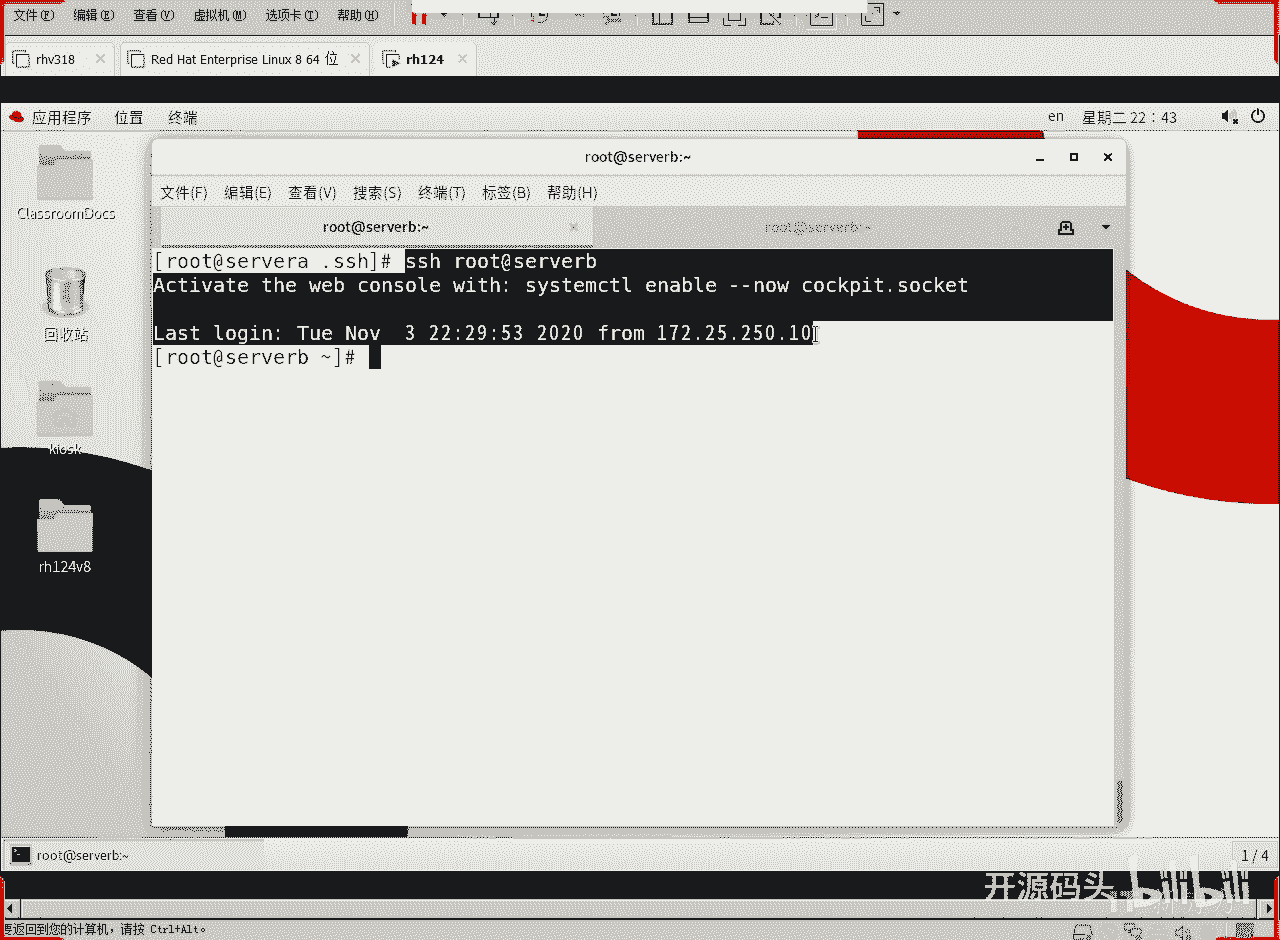 文件(F) 编辑(E) 查看(V) 虚拟机(M) 选项卡(T) 帮助(H)
rhv318 Red Hat Enterprise Linux 8 64 位 rh124
应用程序 位置 终端 en 星期二 22：43
ClassroomDocs
回收站
kiosk
rh124v8
root@serverb:~
文件(F) 编辑(E) 查看(V) 搜索(S) 终端(T) 标签(B) 帮助(H)
root@serverb:~ root@serverb:~
[root@servera .ssh]# ssh root@serverb
Activate the web console with: systemctl enable --now cockpit.socket
Last login: Tue Nov  3 22:29:53 2020 from 172.25.250.10
[root@serverb ~]#
root@serverb:~ 1 / 4
开源码头 bilibili
要返回到您的计算机，请按 Ctrl+Alt。